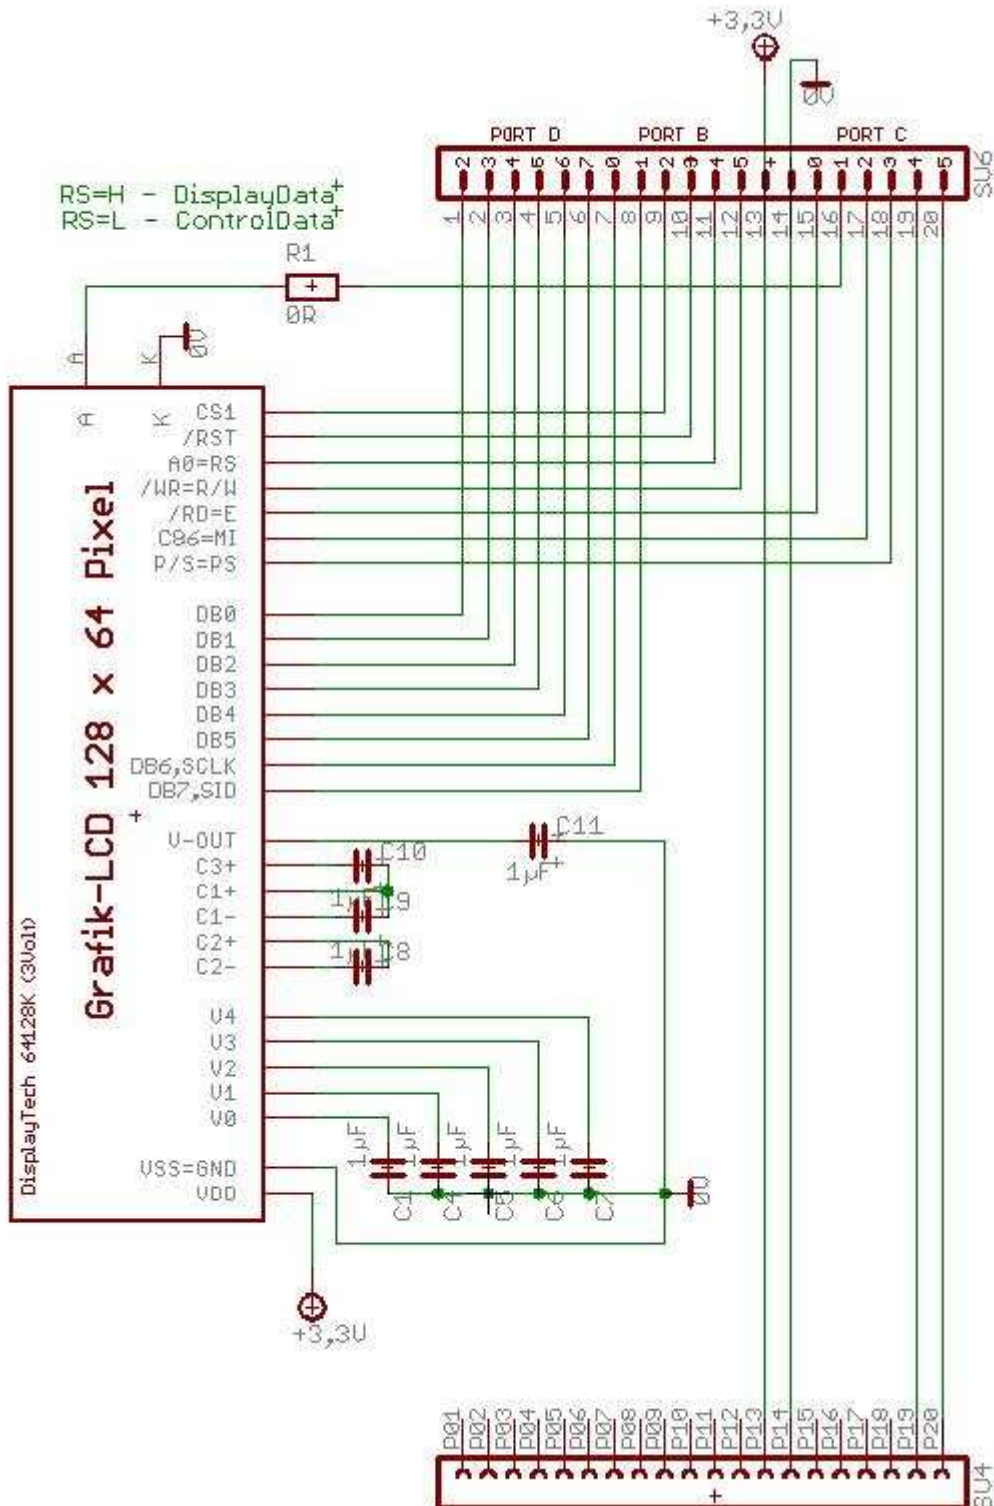 +3,3V
0V
PORT D
PORT B
PORT C
2 3 4 5 6 7 0 1 2 3 4 5 + - 0 1 2 3 4 5
SV6
1 2 3 4 5 6 7 8 9 10 11 12 13 14 15 16 17 18 19 20
RS=H - DisplayData
RS=L - ControlData
R1
0R
A
K
0V
A
K
CS1
/RST
A0=RS
/WR=R/W
/RD=E
C86=MI
P/S=PS
DB0
DB1
DB2
DB3
DB4
DB5
DB6,SCLK
DB7,SID
V-OUT
C3+
C1+
C1-
C2+
C2-
V4
V3
V2
V1
V0
VSS=GND
VDD
Grafik-LCD 128 x 64 Pixel
DisplayTech 64128K (3Volt)
C11
1µF
C10
1µF
C9
1µF
C8
1µF
1µF
1µF
1µF
C1
C4
C5
C6
C7
0V
+3,3V
P01 P02 P03 P04 P05 P06 P07 P08 P09 P10 P11 P12 P13 P14 P15 P16 P17 P18 P19 P20
SV4